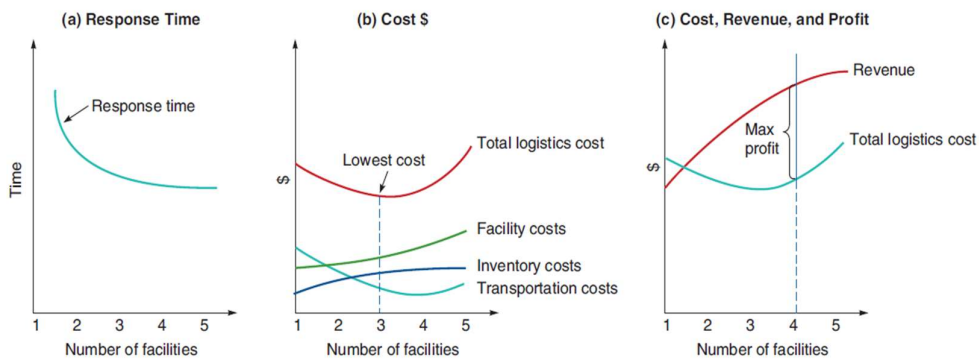 (a) Response Time
Time
Response time
1 2 3 4 5
Number of facilities
(b) Cost $
$
Total logistics cost
Lowest cost
Facility costs
Inventory costs
Transportation costs
1 2 3 4 5
Number of facilities
(c) Cost, Revenue, and Profit
$
Revenue
Max
profit
Total logistics cost
1 2 3 4 5
Number of facilities